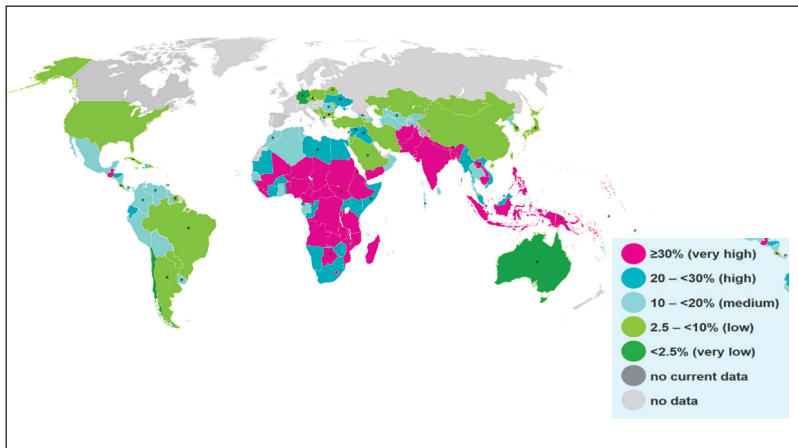 ≥30% (very high)
20 – <30% (high)
10 – <20% (medium)
2.5 – <10% (low)
<2.5% (very low)
no current data
no data